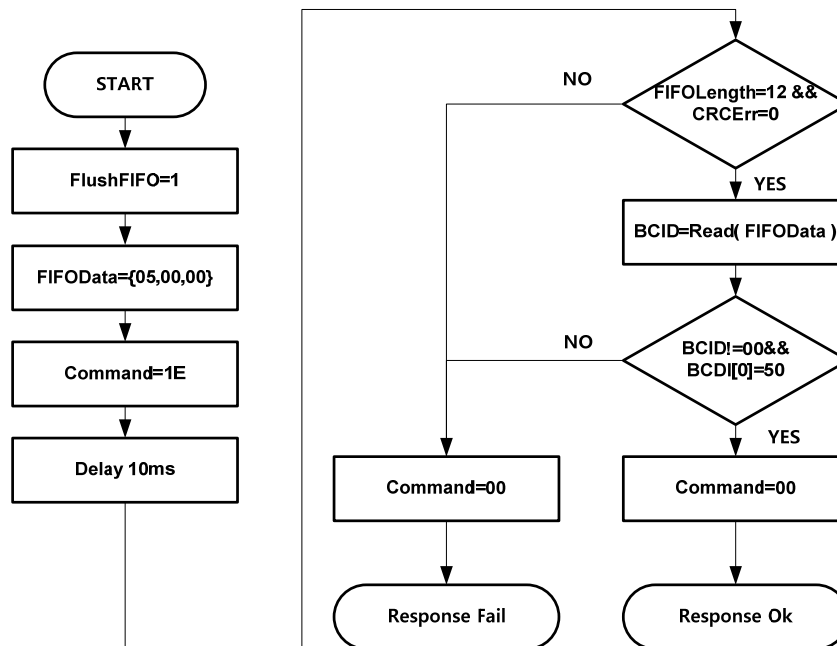 START
FlushFIFO=1
FIFOData={05,00,00}
Command=1E
Delay 10ms
NO
FIFOLength=12 &&
CRCErr=0
YES
BCID=Read( FIFOData )
NO
BCID!=00&&
BCDI[0]=50
YES
Command=00
Command=00
Response Fail
Response Ok